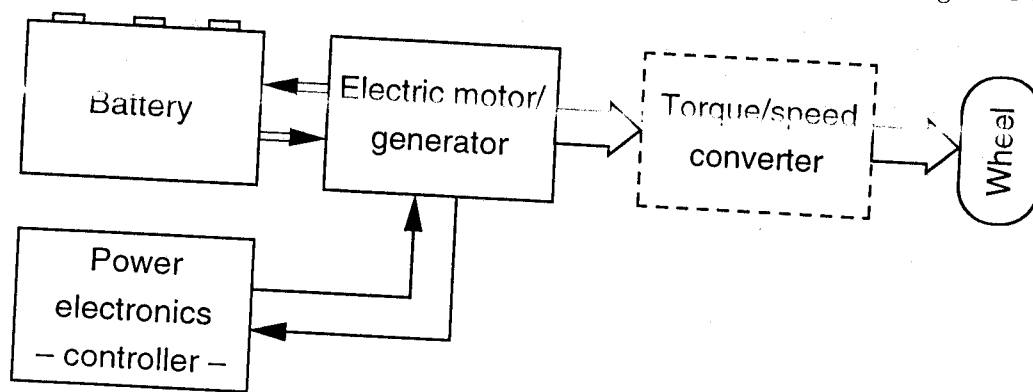 Battery
Electric motor/
generator
Torque/speed
converter
Wheel
Power
electronics
– controller –